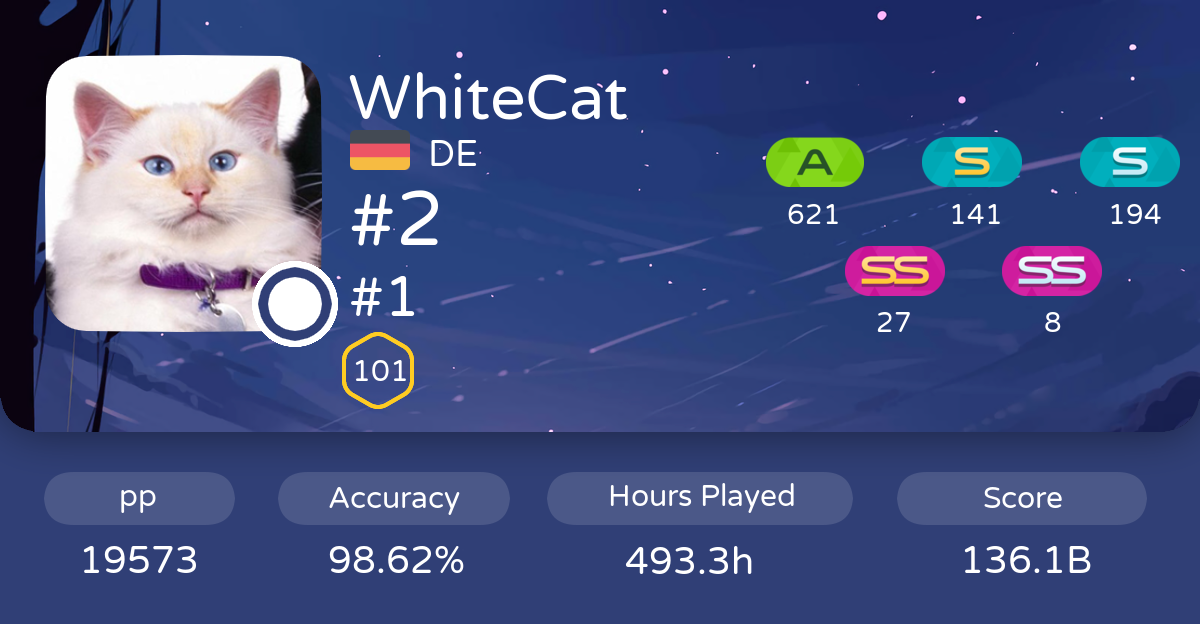 WhiteCat
DE
#2
#1
101
A S S
621 141 194
SS SS
27 8
pp Accuracy Hours Played Score
19573 98.62% 493.3h 136.1B